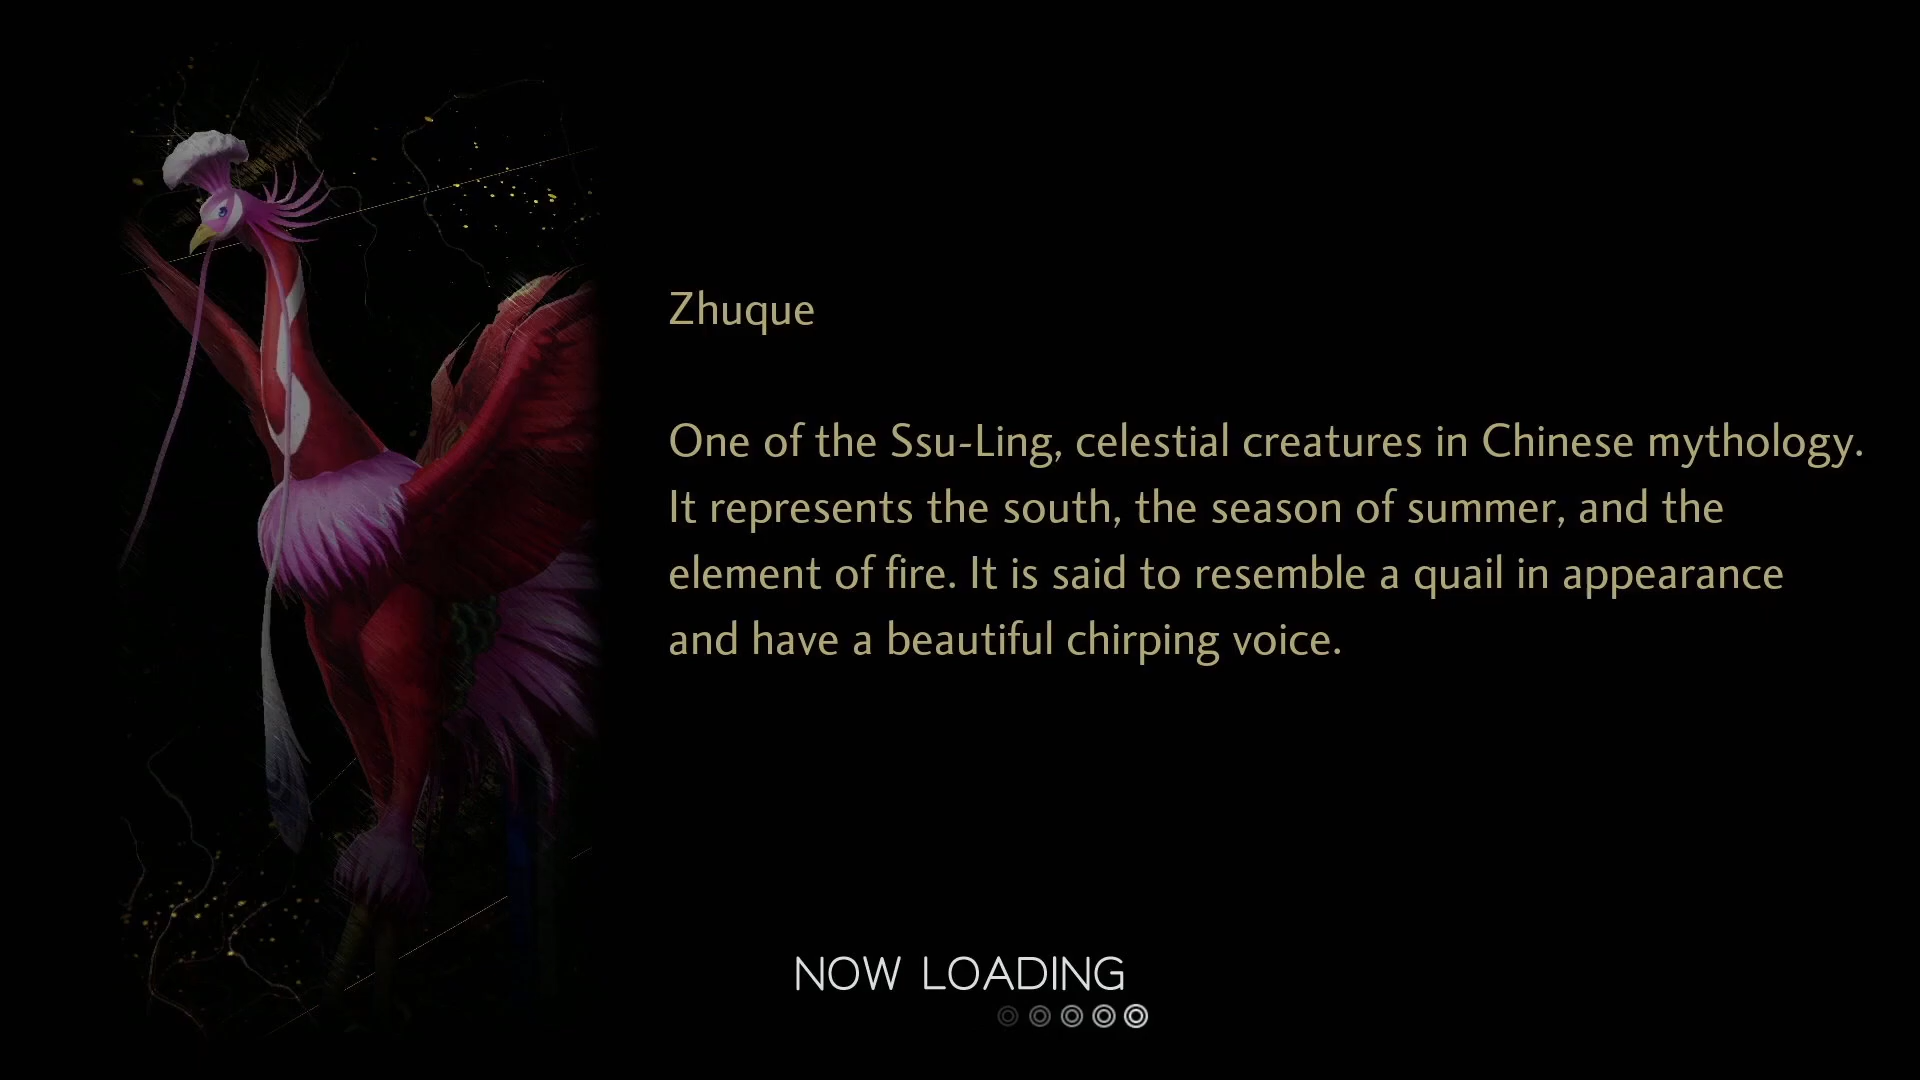 Zhuque
One of the Ssu-Ling, celestial creatures in Chinese mythology.
It represents the south, the season of summer, and the
element of fire. It is said to resemble a quail in appearance
and have a beautiful chirping voice.
NOW LOADING